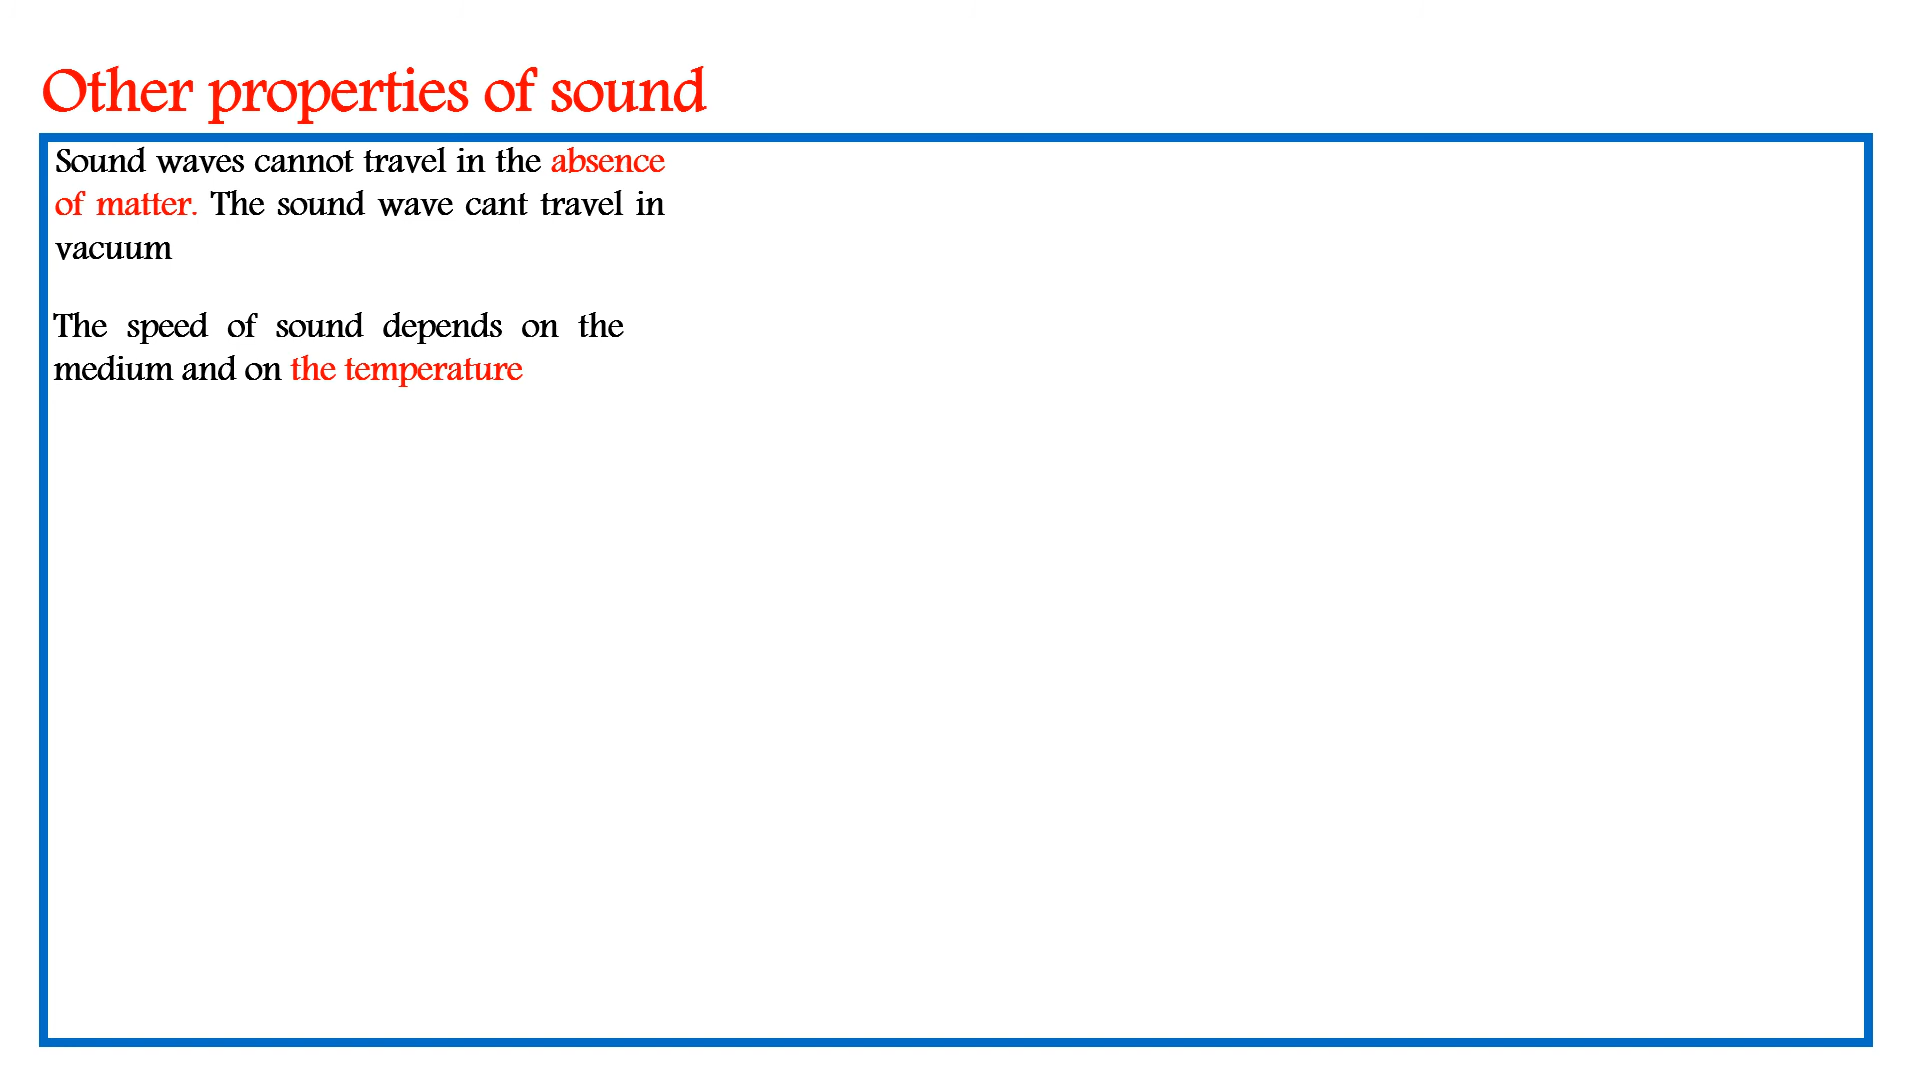 Other properties of sound
Sound waves cannot travel in the absence
of matter. The sound wave cant travel in
vacuum
The speed of sound depends on the
medium and on the temperature